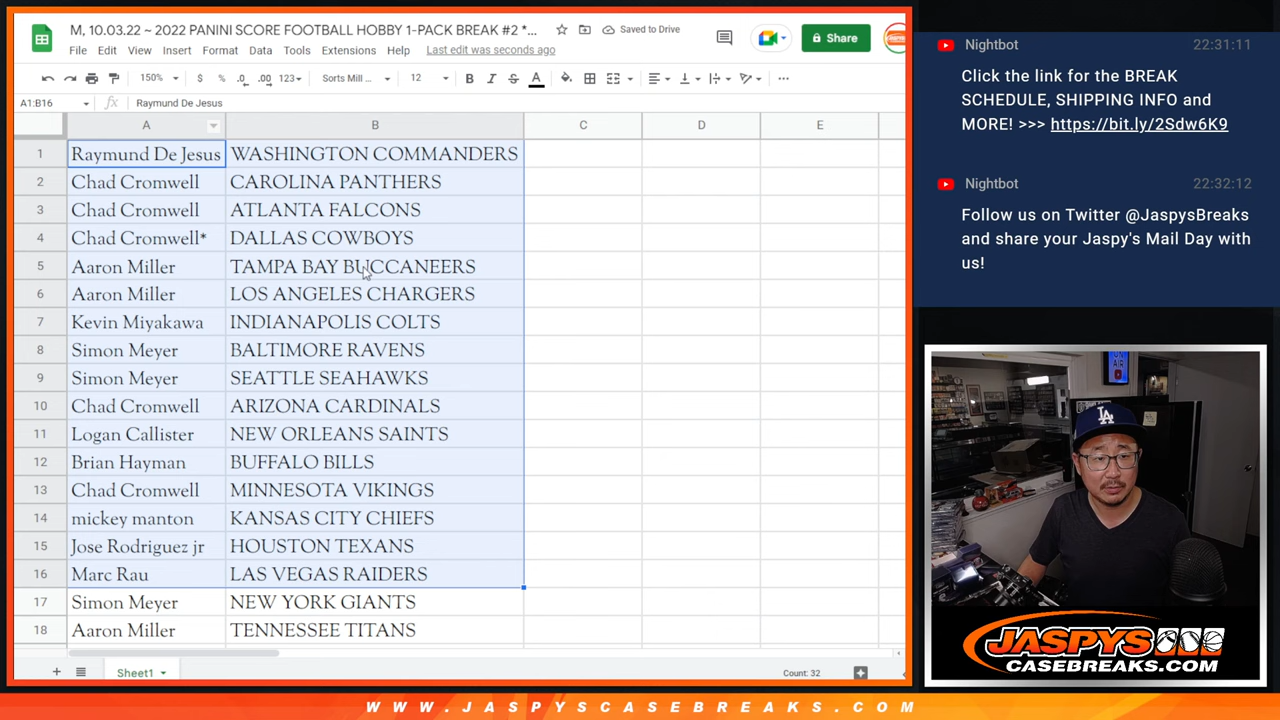 M, 10.03.22 ~ 2022 PANINI SCORE FOOTBALL HOBBY 1-PACK BREAK #2 *...
Saved to Drive
File Edit View Insert Format Data Tools Extensions Help Last edit was seconds ago
Share
150% $ % .0 .00 123 Sorts Mill ... 12 B I S A
A1:B16 fx Raymund De Jesus
A B C D E
1 Raymund De Jesus WASHINGTON COMMANDERS
2 Chad Cromwell CAROLINA PANTHERS
3 Chad Cromwell ATLANTA FALCONS
4 Chad Cromwell* DALLAS COWBOYS
5 Aaron Miller TAMPA BAY BUCCANEERS
6 Aaron Miller LOS ANGELES CHARGERS
7 Kevin Miyakawa INDIANAPOLIS COLTS
8 Simon Meyer BALTIMORE RAVENS
9 Simon Meyer SEATTLE SEAHAWKS
10 Chad Cromwell ARIZONA CARDINALS
11 Logan Callister NEW ORLEANS SAINTS
12 Brian Hayman BUFFALO BILLS
13 Chad Cromwell MINNESOTA VIKINGS
14 mickey manton KANSAS CITY CHIEFS
15 Jose Rodriguez jr HOUSTON TEXANS
16 Marc Rau LAS VEGAS RAIDERS
17 Simon Meyer NEW YORK GIANTS
18 Aaron Miller TENNESSEE TITANS
Sheet1
Count: 32
Nightbot 22:31:11
Click the link for the BREAK
SCHEDULE, SHIPPING INFO and
MORE! >>> https://bit.ly/2Sdw6K9
Nightbot 22:32:12
Follow us on Twitter @JaspysBreaks
and share your Jaspy's Mail Day with
us!
ON AIR
LA
JASPYS
CASEBREAKS.COM
WWW.JASPYSCASEBREAKS.COM